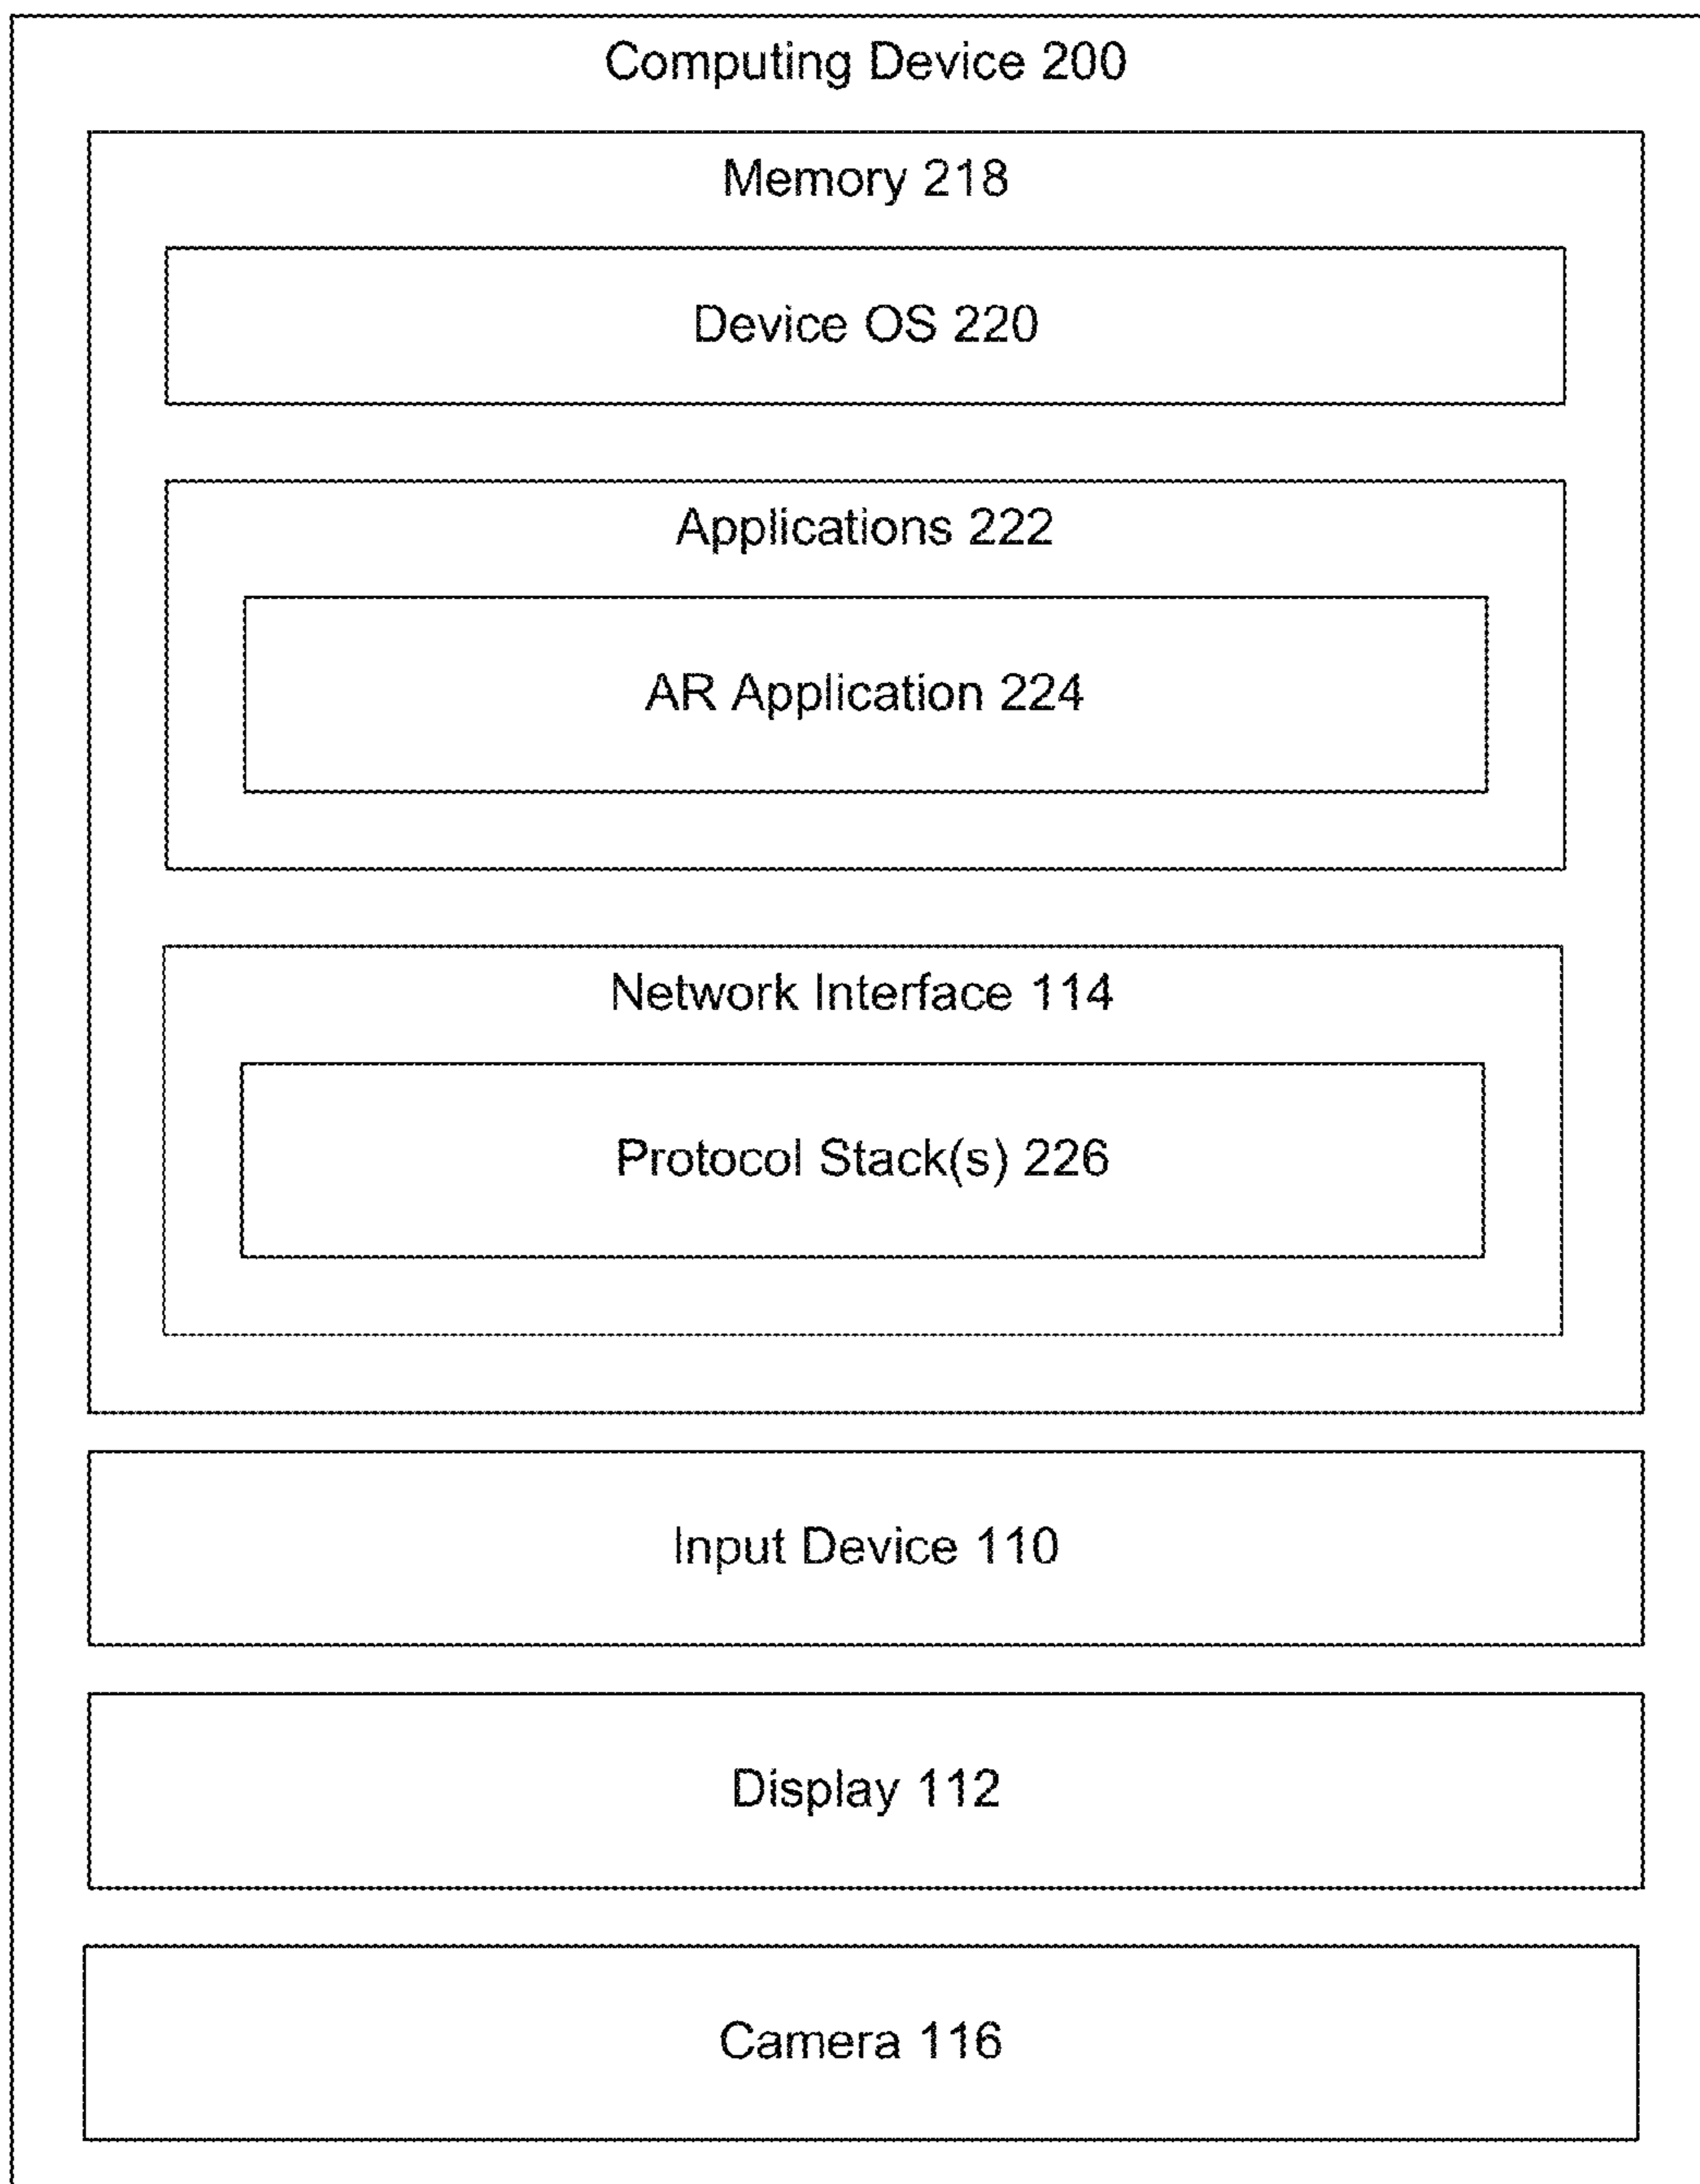 Computing Device 200
Memory 218
Device OS 220
Applications 222
AR Application 224
Network Interface 114
Protocol Stack(s) 226
Input Device 110
Display 112
Camera 116